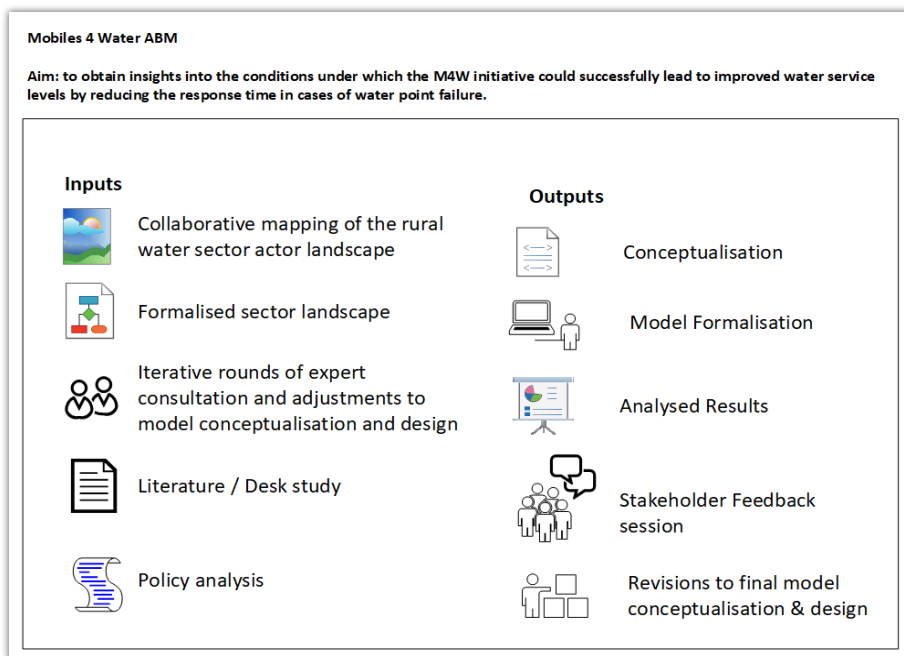 Mobiles 4 Water ABM
Aim: to obtain insights into the conditions under which the M4W initiative could successfully lead to improved water service
levels by reducing the response time in cases of water point failure.
Inputs
Collaborative mapping of the rural
water sector actor landscape
Formalised sector landscape
Iterative rounds of expert
consultation and adjustments to
model conceptualisation and design
Literature / Desk study
Policy analysis
Outputs
Conceptualisation
Model Formalisation
Analysed Results
Stakeholder Feedback
session
Revisions to final model
conceptualisation & design